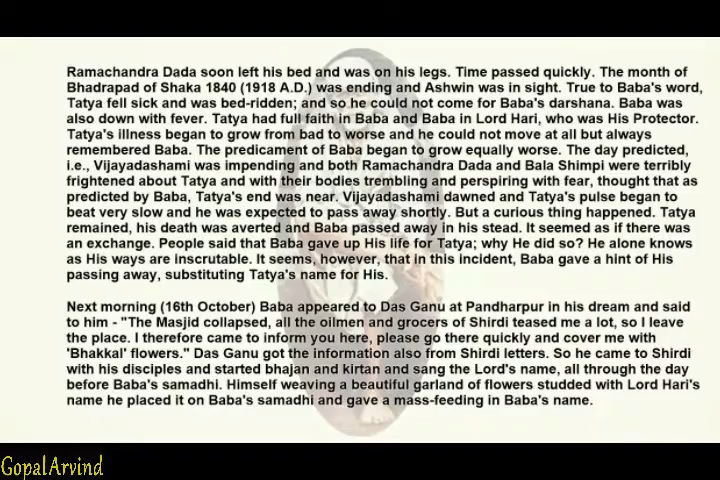 Ramachandra Dada soon left his bed and was on his legs. Time passed quickly. The month of
Bhadrapad of Shaka 1840 (1918 A.D.) was ending and Ashwin was in sight. True to Baba's word,
Tatya fell sick and was bed-ridden; and so he could not come for Baba's darshana. Baba was
also down with fever. Tatya had full faith in Baba and Baba in Lord Hari, who was His Protector.
Tatya's illness began to grow from bad to worse and he could not move at all but always
remembered Baba. The predicament of Baba began to grow equally worse. The day predicted,
i.e., Vijayadashami was impending and both Ramachandra Dada and Bala Shimpi were terribly
frightened about Tatya and with their bodies trembling and perspiring with fear, thought that as
predicted by Baba, Tatya's end was near. Vijayadashami dawned and Tatya's pulse began to
beat very slow and he was expected to pass away shortly. But a curious thing happened. Tatya
remained, his death was averted and Baba passed away in his stead. It seemed as if there was
an exchange. People said that Baba gave up His life for Tatya; why He did so? He alone knows
as His ways are inscrutable. It seems, however, that in this incident, Baba gave a hint of His
passing away, substituting Tatya's name for His.
Next morning (16th October) Baba appeared to Das Ganu at Pandharpur in his dream and said
to him - "The Masjid collapsed, all the oilmen and grocers of Shirdi teased me a lot, so I leave
the place. I therefore came to inform you here, please go there quickly and cover me with
'Bhakkal' flowers." Das Ganu got the information also from Shirdi letters. So he came to Shirdi
with his disciples and started bhajan and kirtan and sang the Lord's name, all through the day
before Baba's samadhi. Himself weaving a beautiful garland of flowers studded with Lord Hari's
name he placed it on Baba's samadhi and gave a mass-feeding in Baba's name.
GopalArvind